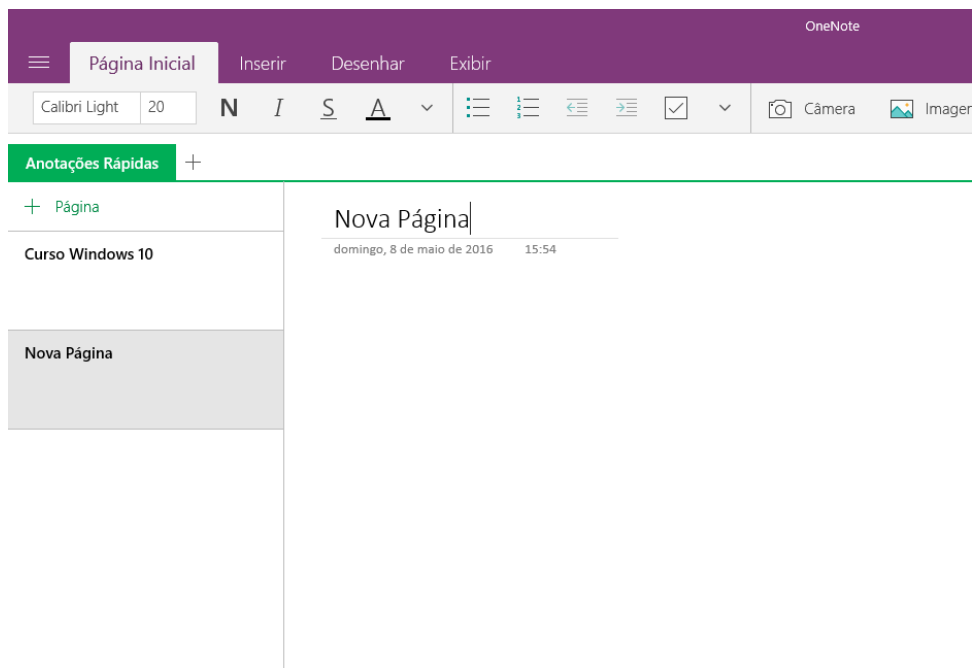 OneNote
Página Inicial Inserir Desenhar Exibir
Calibri Light 20 N I S A Câmera Imagen
Anotações Rápidas
Página
Curso Windows 10
Nova Página
Nova Página
domingo, 8 de maio de 2016 15:54